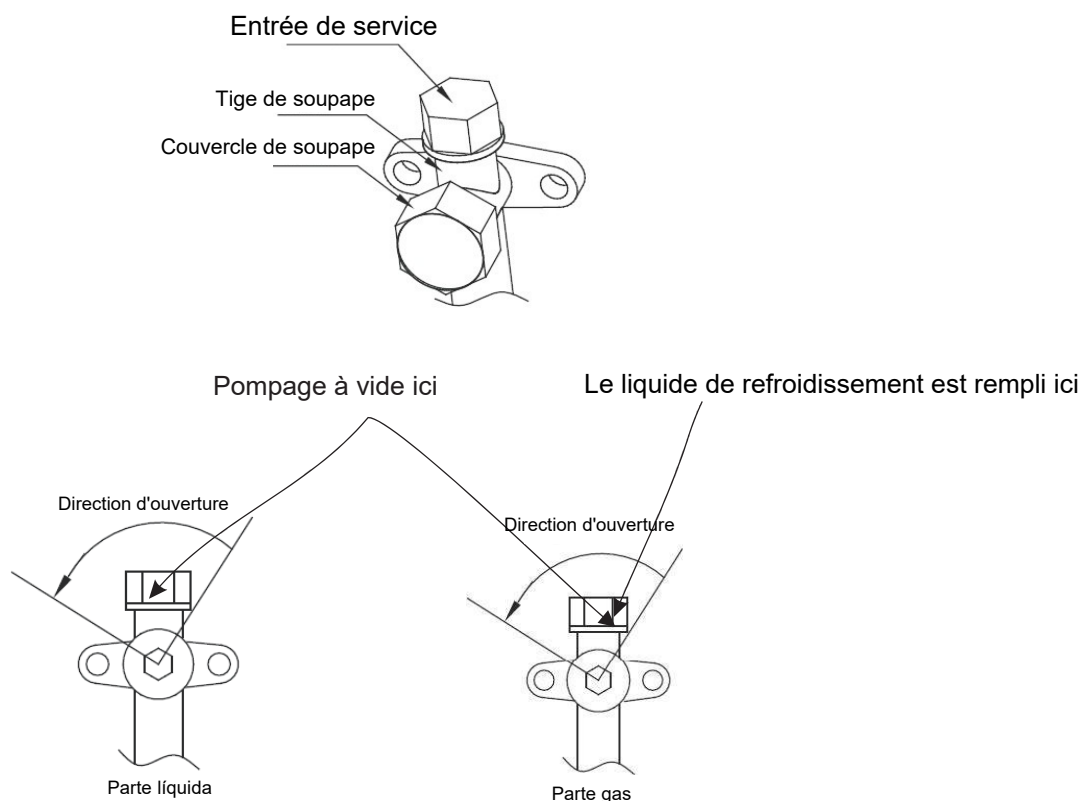 Entrée de service
Tige de soupape
Couvercle de soupape
Pompage à vide ici
Le liquide de refroidissement est rempli ici
Direction d'ouverture
Direction d'ouverture
Parte líquida
Parte gas